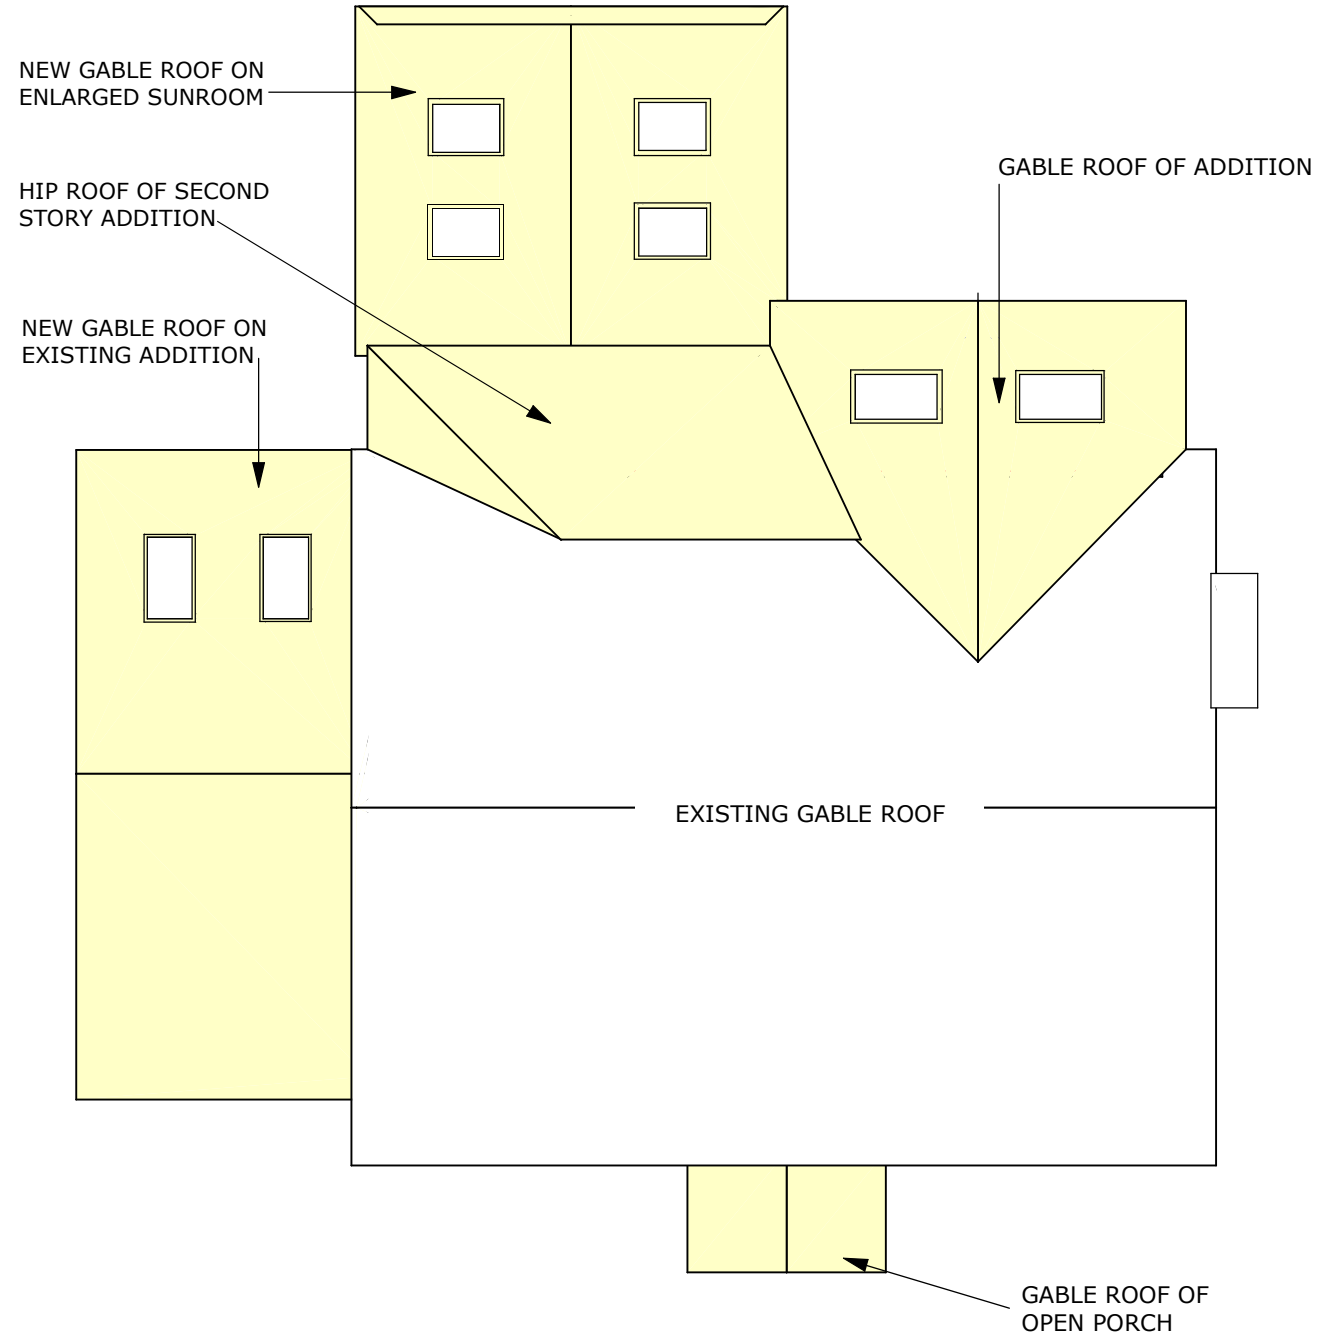 NEW GABLE ROOF ON
ENLARGED SUNROOM
GABLE ROOF OF ADDITION
HIP ROOF OF SECOND
STORY ADDITION
NEW GABLE ROOF ON
EXISTING ADDITION
EXISTING GABLE ROOF
GABLE ROOF OF
OPEN PORCH